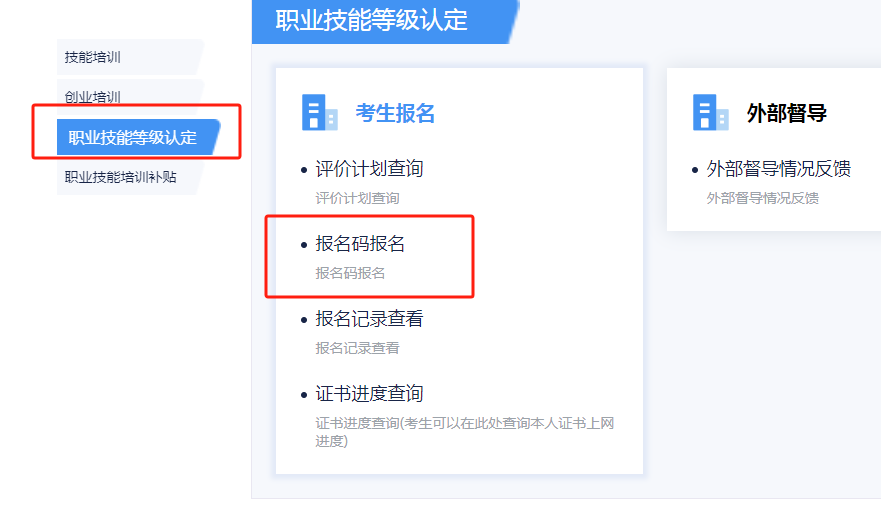 职业技能等级认定
技能培训
创业培训
职业技能等级认定
职业技能培训补贴
考生报名
评价计划查询
评价计划查询
报名码报名
报名码报名
报名记录查看
报名记录查看
证书进度查询
证书进度查询(考生可以在此处查询本人证书上网
进度)
外部督导
外部督导情况反馈
外部督导情况反馈